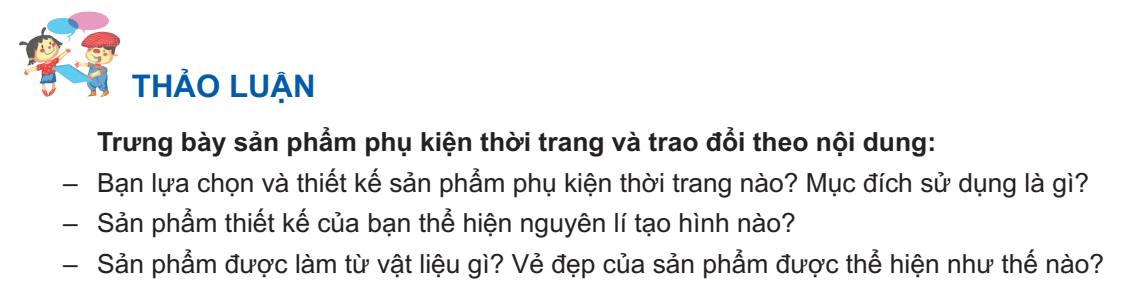 THẢO LUẬN
Trưng bày sản phẩm phụ kiện thời trang và trao đổi theo nội dung:
– Bạn lựa chọn và thiết kế sản phẩm phụ kiện thời trang nào? Mục đích sử dụng là gì?
– Sản phẩm thiết kế của bạn thể hiện nguyên lí tạo hình nào?
– Sản phẩm được làm từ vật liệu gì? Vẻ đẹp của sản phẩm được thể hiện như thế nào?